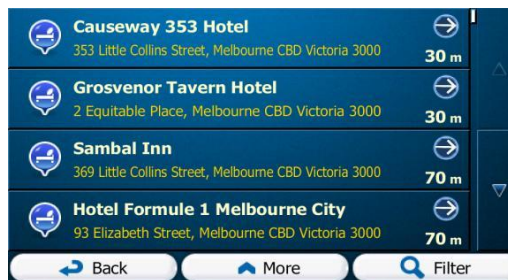 Causeway 353 Hotel
353 Little Collins Street, Melbourne CBD Victoria 3000
30 m
Grosvenor Tavern Hotel
2 Equitable Place, Melbourne CBD Victoria 3000
30 m
Sambal Inn
369 Little Collins Street, Melbourne CBD Victoria 3000
70 m
Hotel Formule 1 Melbourne City
93 Elizabeth Street, Melbourne CBD Victoria 3000
70 m
Back
More
Filter